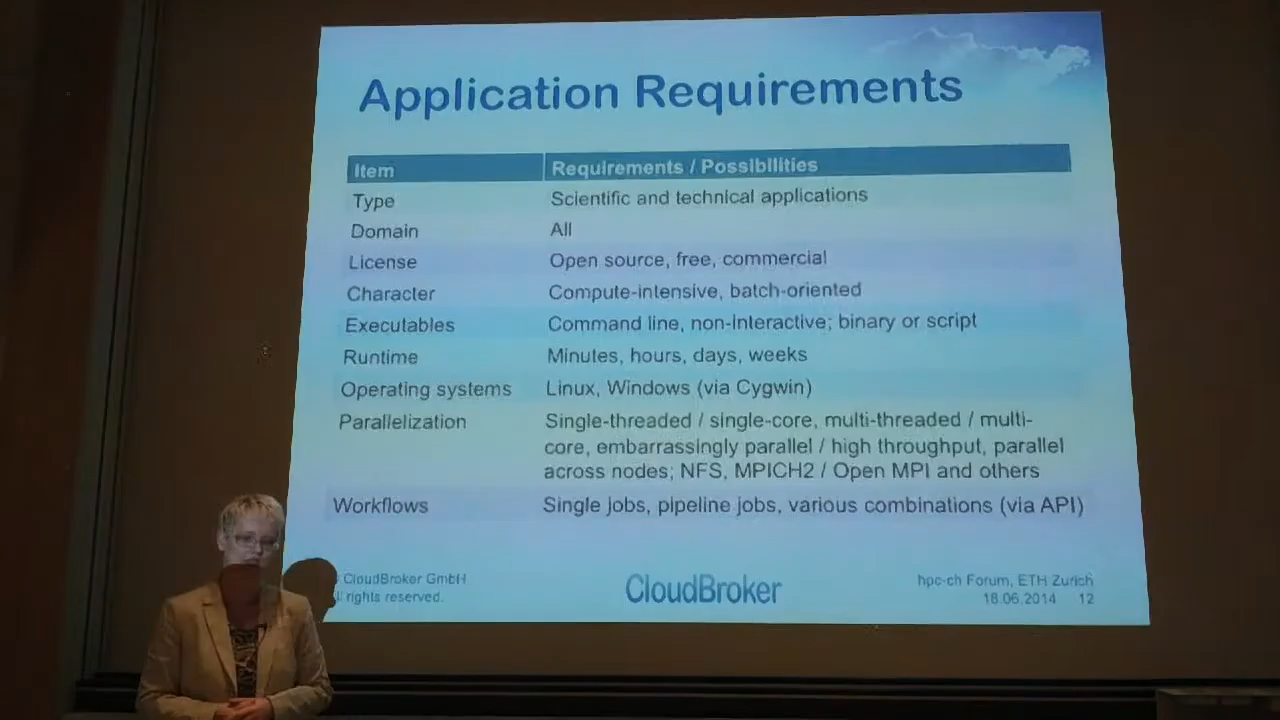 Application Requirements
Item Requirements / Possibilities
Type Scientific and technical applications
Domain All
License Open source, free, commercial
Character Compute-intensive, batch-oriented
Executables Command line, non-interactive; binary or script
Runtime Minutes, hours, days, weeks
Operating systems Linux, Windows (via Cygwin)
Parallelization Single-threaded / single-core, multi-threaded / multi-
core, embarrassingly parallel / high throughput, parallel
across nodes; NFS, MPICH2 / Open MPI and others
Workflows Single jobs, pipeline jobs, various combinations (via API)
CloudBroker GmbH
rights reserved.
CloudBroker
hpc-ch Forum, ETH Zurich
18.06.2014 12